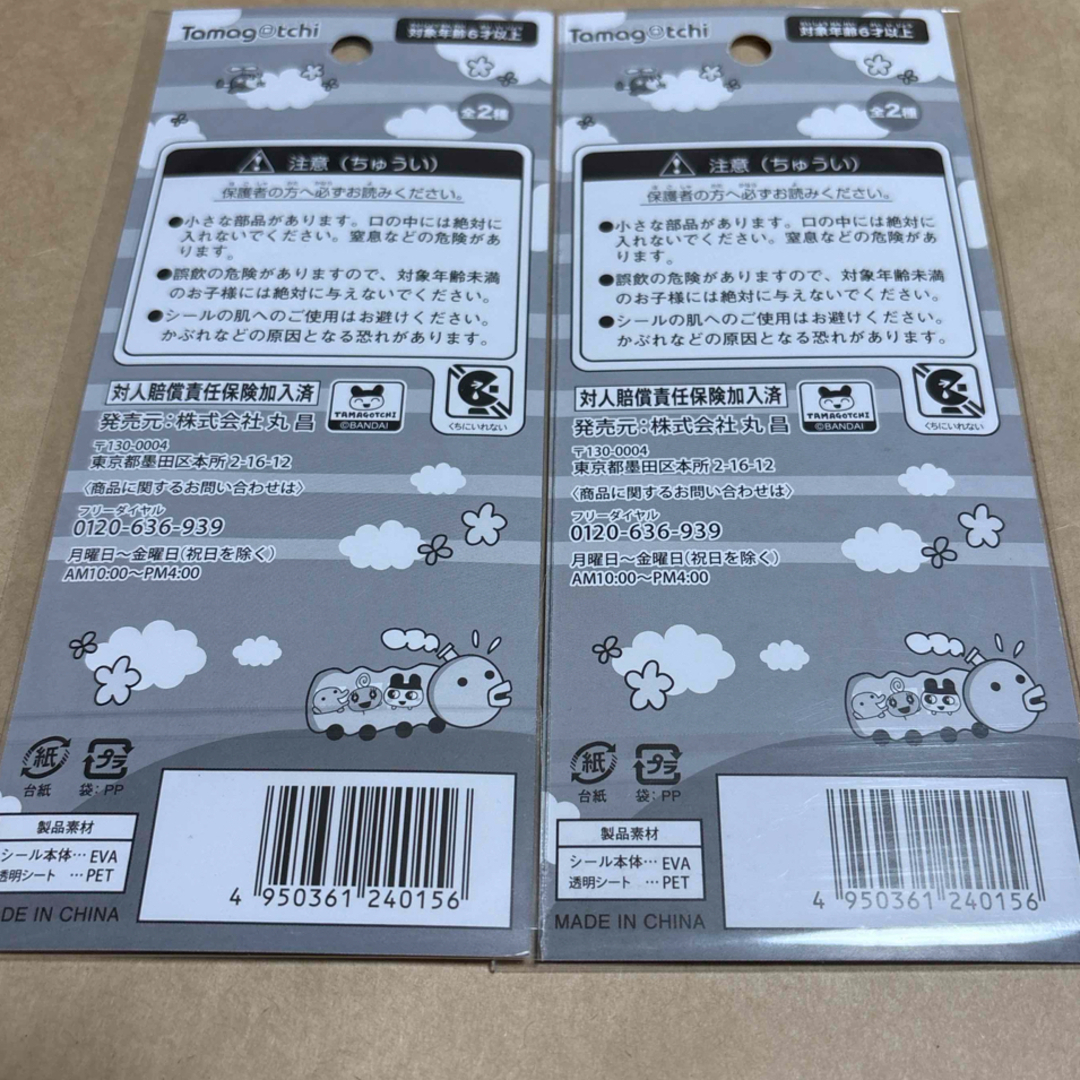 Tamagotchi
対象年齢6才以上
全2種
注意（ちゅうい）
保護者の方へ必ずお読みください。
●小さな部品があります。口の中には絶対に
入れないでください。窒息などの危険があ
ります。
●誤飲の危険がありますので、対象年齢未満
のお子様には絶対に与えないでください。
●シールの肌へのご使用はお避けください。
かぶれなどの原因となる恐れがあります。
対人賠償責任保険加入済
発売元：株式会社 丸昌
TAMAGOTCHI
©BANDAI
くちにいれない
〒130-0004
東京都墨田区本所 2-16-12
〈商品に関するお問い合わせは〉
フリーダイヤル
0120-636-939
月曜日～金曜日（祝日を除く）
AM10:00～PM4:00
紙
台紙
プラ
袋：PP
製品素材
シール本体… EVA
透明シート … PET
DE IN CHINA
4 950361 240156
Tamagotchi
対象年齢6才以上
全2種
注意（ちゅうい）
保護者の方へ必ずお読みください。
●小さな部品があります。口の中には絶対に
入れないでください。窒息などの危険があ
ります。
●誤飲の危険がありますので、対象年齢未満
のお子様には絶対に与えないでください。
●シールの肌へのご使用はお避けください。
かぶれなどの原因となる恐れがあります。
対人賠償責任保険加入済
発売元：株式会社 丸昌
TAMAGOTCHI
©BANDAI
くちにいれない
〒130-0004
東京都墨田区本所 2-16-12
〈商品に関するお問い合わせは〉
フリーダイヤル
0120-636-939
月曜日～金曜日（祝日を除く）
AM10:00～PM4:00
紙
台紙
プラ
袋：PP
製品素材
シール本体… EVA
透明シート … PET
MADE IN CHINA
4 950361 240156